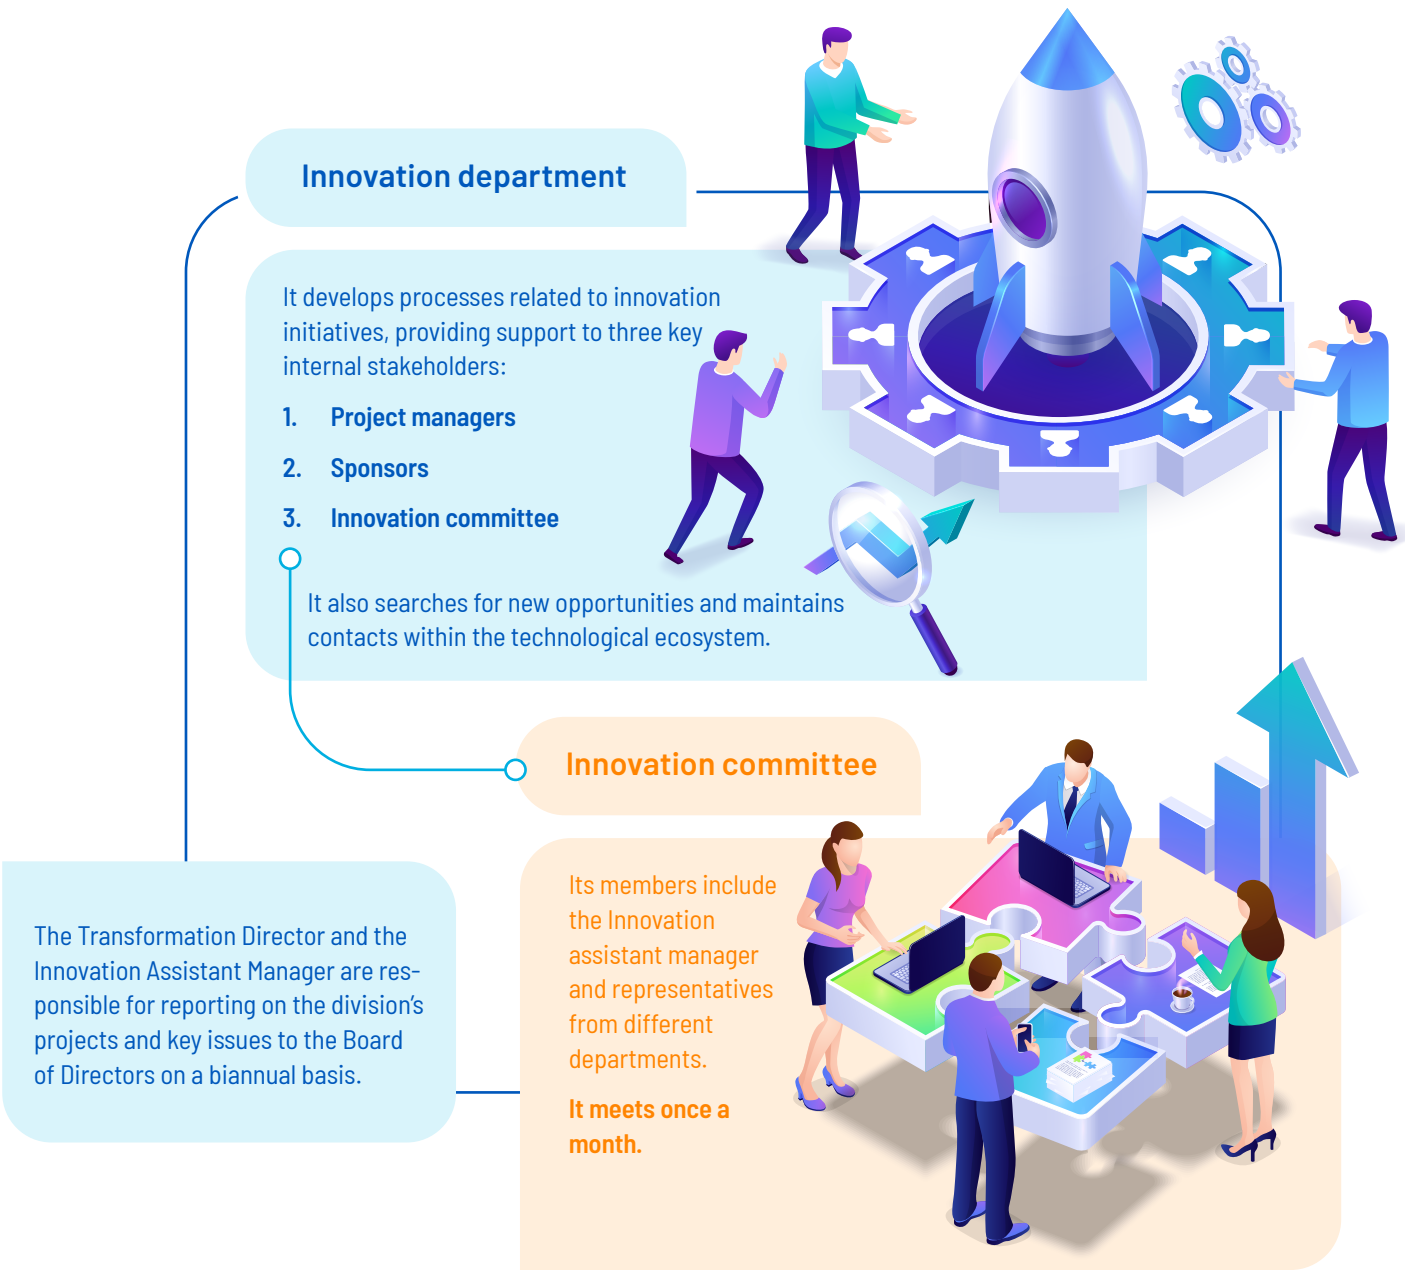 Innovation department
It develops processes related to innovation
initiatives, providing support to three key
internal stakeholders:
1. Project managers
2. Sponsors
3. Innovation committee
It also searches for new opportunities and maintains
contacts within the technological ecosystem.
Innovation committee
Its members include
the Innovation
assistant manager
and representatives
from different
departments.
It meets once a
month.
The Transformation Director and the
Innovation Assistant Manager are res-
ponsible for reporting on the division’s
projects and key issues to the Board
of Directors on a biannual basis.